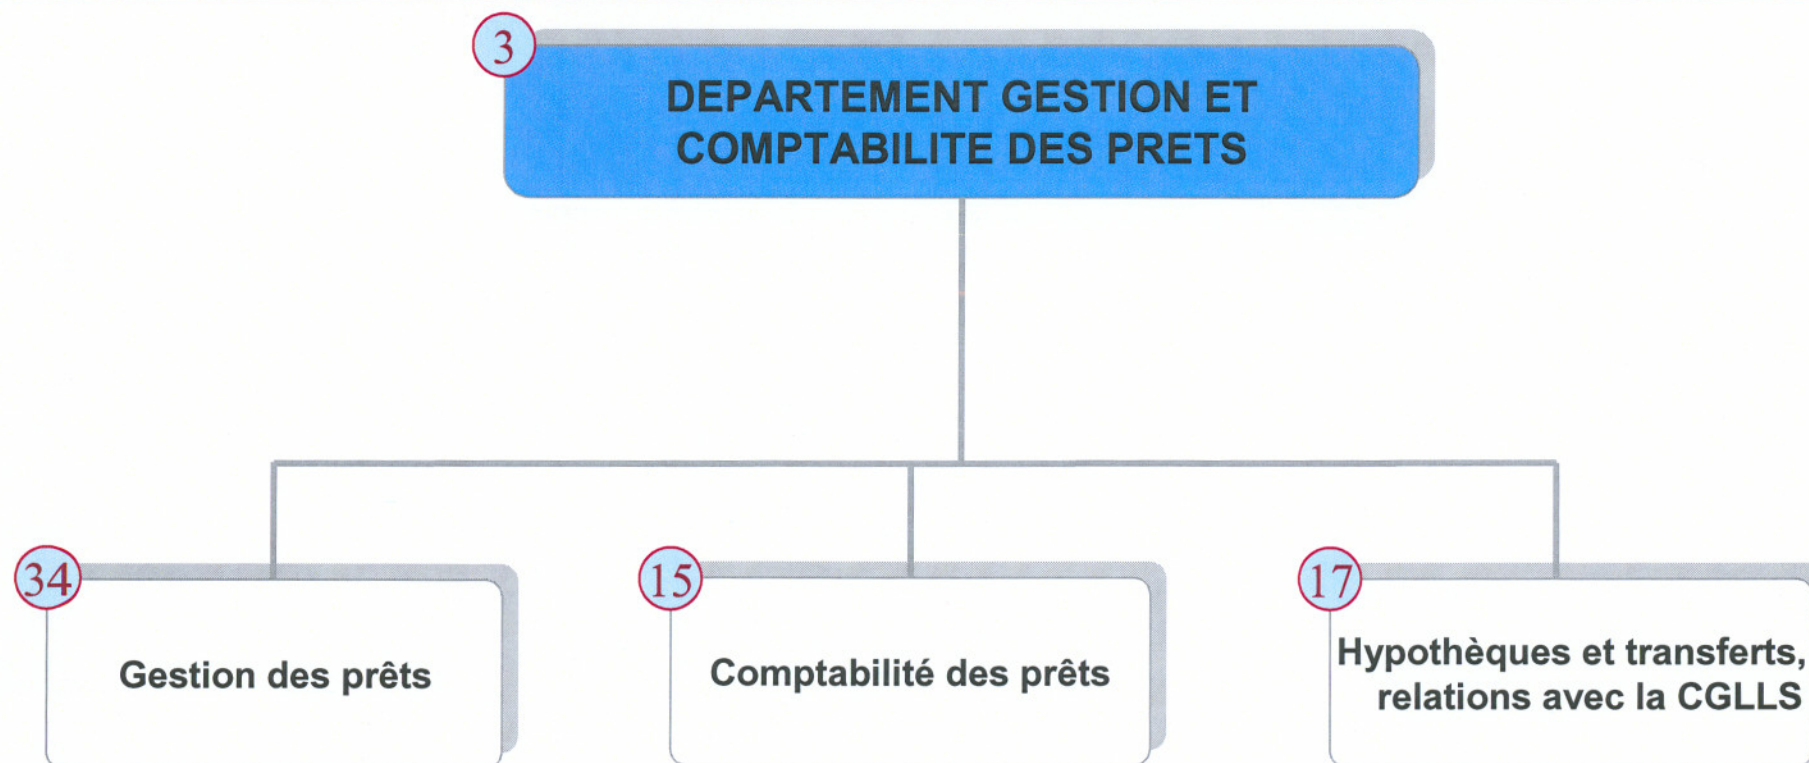 3
DEPARTEMENT GESTION ET
COMPTABILITE DES PRETS
34
Gestion des prêts
15
Comptabilité des prêts
17
Hypothèques et transferts,
relations avec la CGLLS